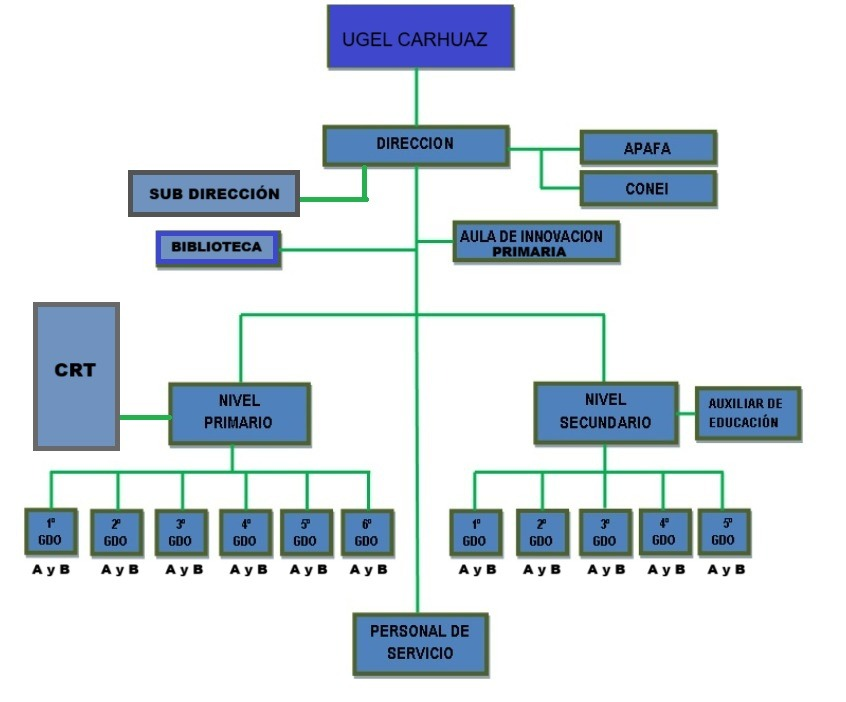 UGEL CARHUAZ
DIRECCION
APAFA
CONEI
SUB DIRECCIÓN
BIBLIOTECA
AULA DE INNOVACION
PRIMARIA
CRT
NIVEL
PRIMARIO
NIVEL
SECUNDARIO
AUXILIAR DE
EDUCACIÓN
1º
GDO
2º
GDO
3º
GDO
4º
GDO
5º
GDO
6º
GDO
1º
GDO
2º
GDO
3º
GDO
4º
GDO
5º
GDO
A y B
A y B
A y B
A y B
A y B
A y B
A y B
A y B
A y B
A y B
A y B
PERSONAL DE
SERVICIO